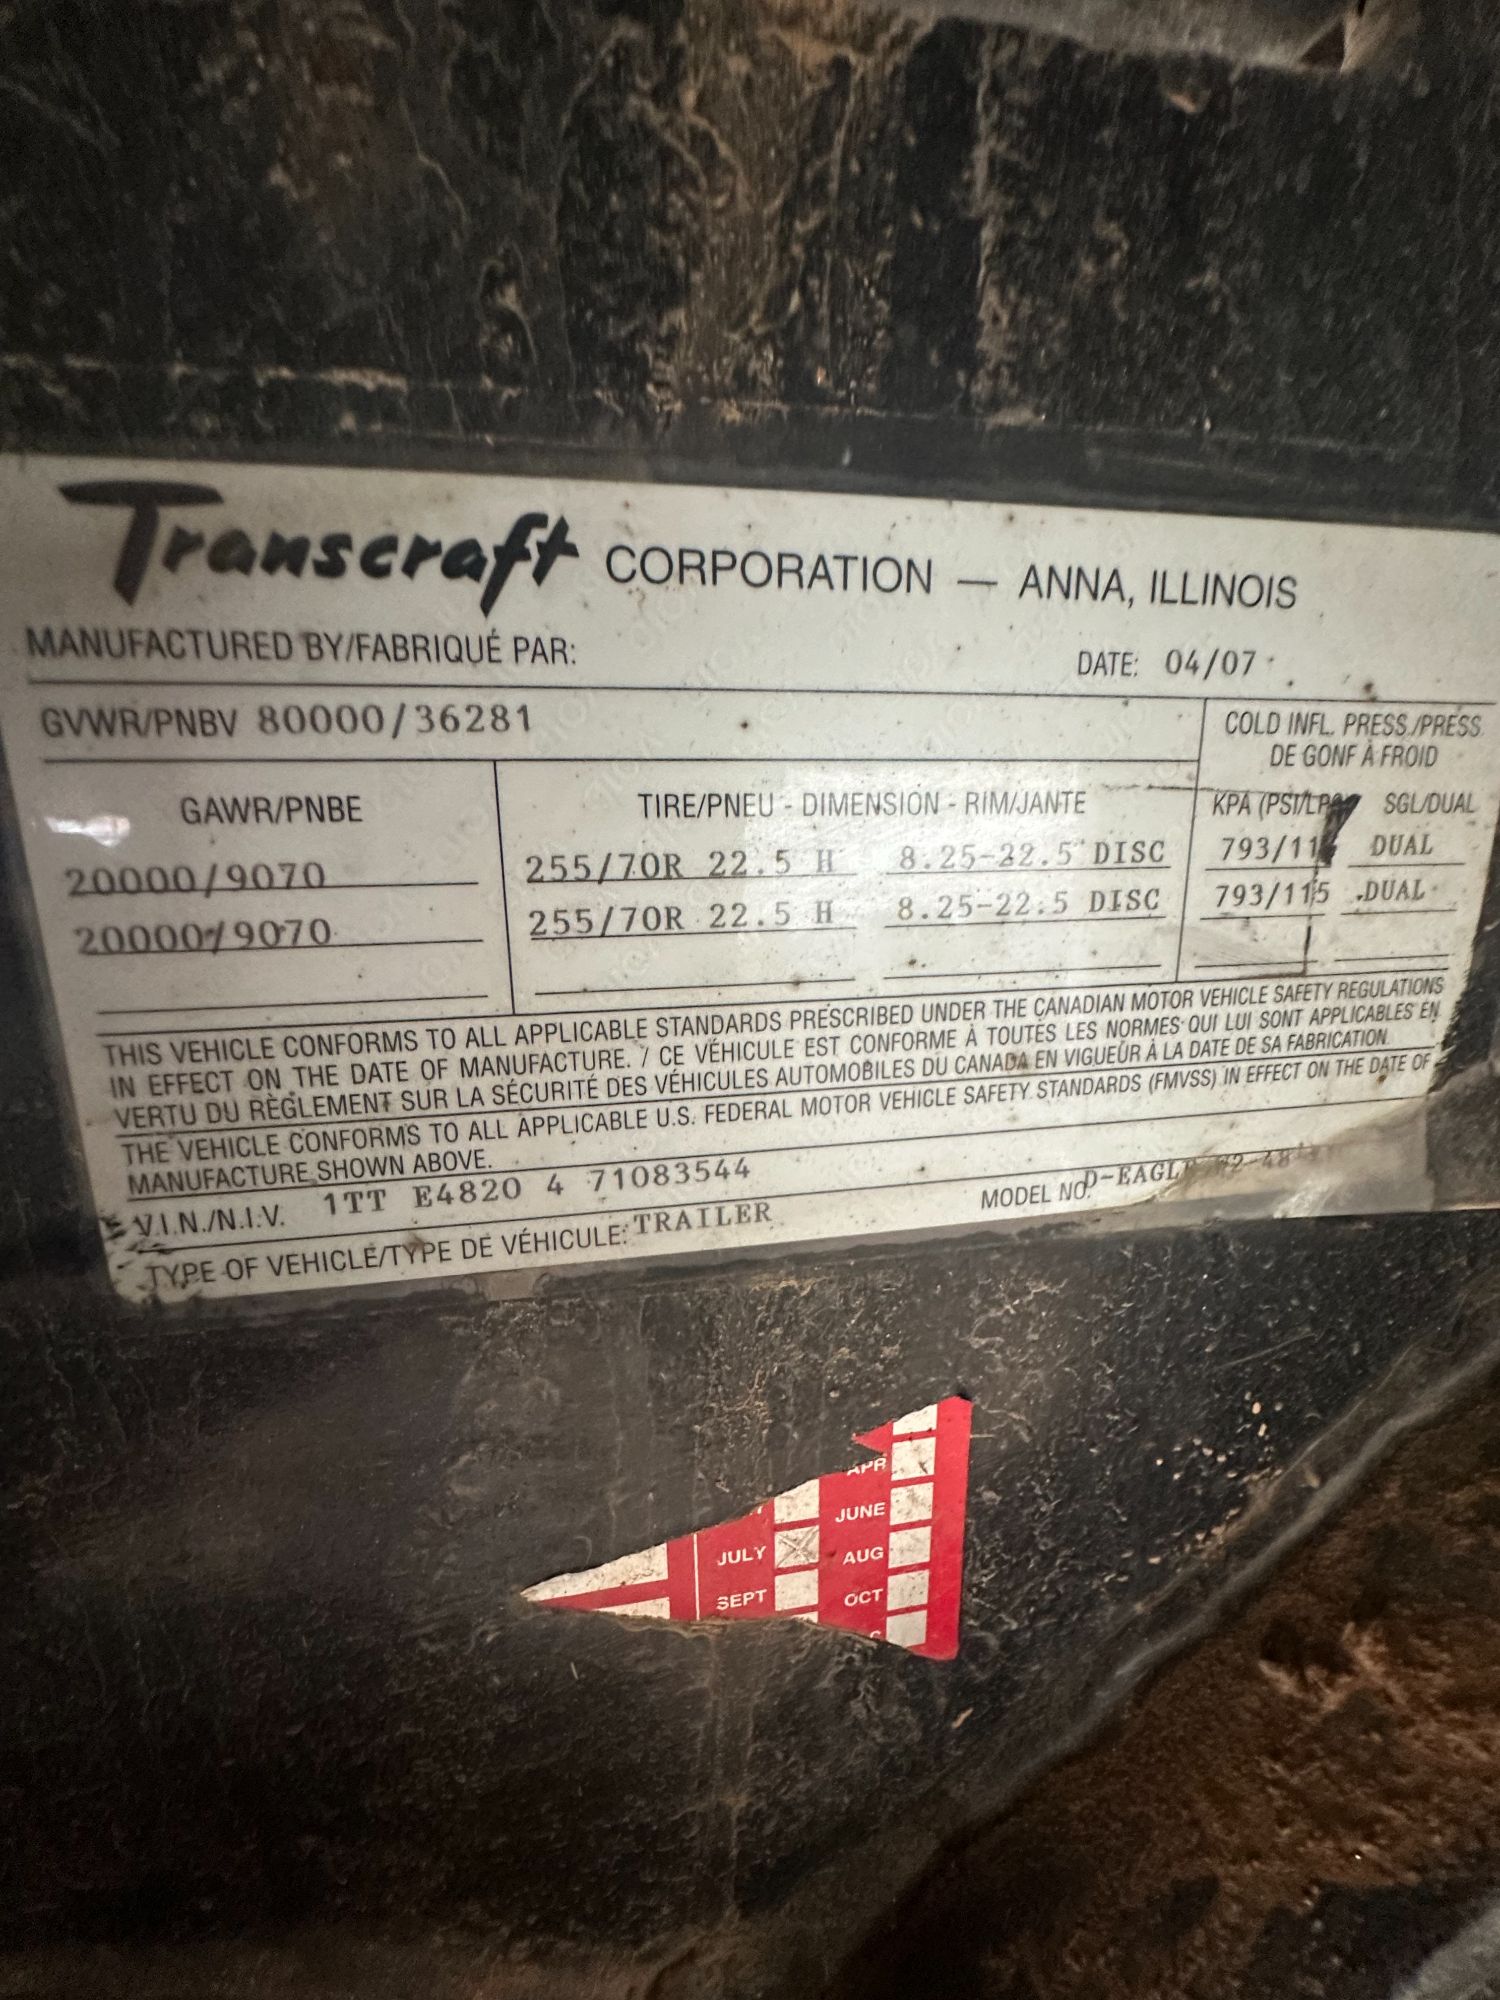 Transcraft CORPORATION — ANNA, ILLINOIS
MANUFACTURED BY/FABRIQUÉ PAR:
DATE: 04/07
GVWR/PNBV 80000/36281
COLD INFL. PRESS./PRESS.
DE GONF À FROID
GAWR/PNBE TIRE/PNEU - DIMENSION - RIM/JANTE KPA SGL/DUAL
20000/9070 255/70R 22.5 H 8.25-22.5 DISC DUAL
20000/9070 255/70R 22.5 H 8.25-22.5 DISC 793/115 DUAL
THIS VEHICLE CONFORMS TO ALL APPLICABLE STANDARDS PRESCRIBED UNDER THE CANADIAN MOTOR VEHICLE SAFETY REGULATIONS
IN EFFECT ON THE DATE OF MANUFACTURE. / CE VÉHICULE EST CONFORME À TOUTES LES NORMES QUI LUI SONT APPLICABLES EN
VERTU DU RÈGLEMENT SUR LA SÉCURITÉ DES VÉHICULES AUTOMOBILES DU CANADA EN VIGUEUR À LA DATE DE SA FABRICATION.
THE VEHICLE CONFORMS TO ALL APPLICABLE U.S. FEDERAL MOTOR VEHICLE SAFETY STANDARDS (FMVSS) IN EFFECT ON THE DATE OF
MANUFACTURE SHOWN ABOVE.
V.I.N./N.I.V. 1TT E4820 4 71083544
MODEL NO.
TYPE OF VEHICLE/TYPE DE VÉHICULE: TRAILER
APR
JUNE
JULY AUG
SEPT OCT